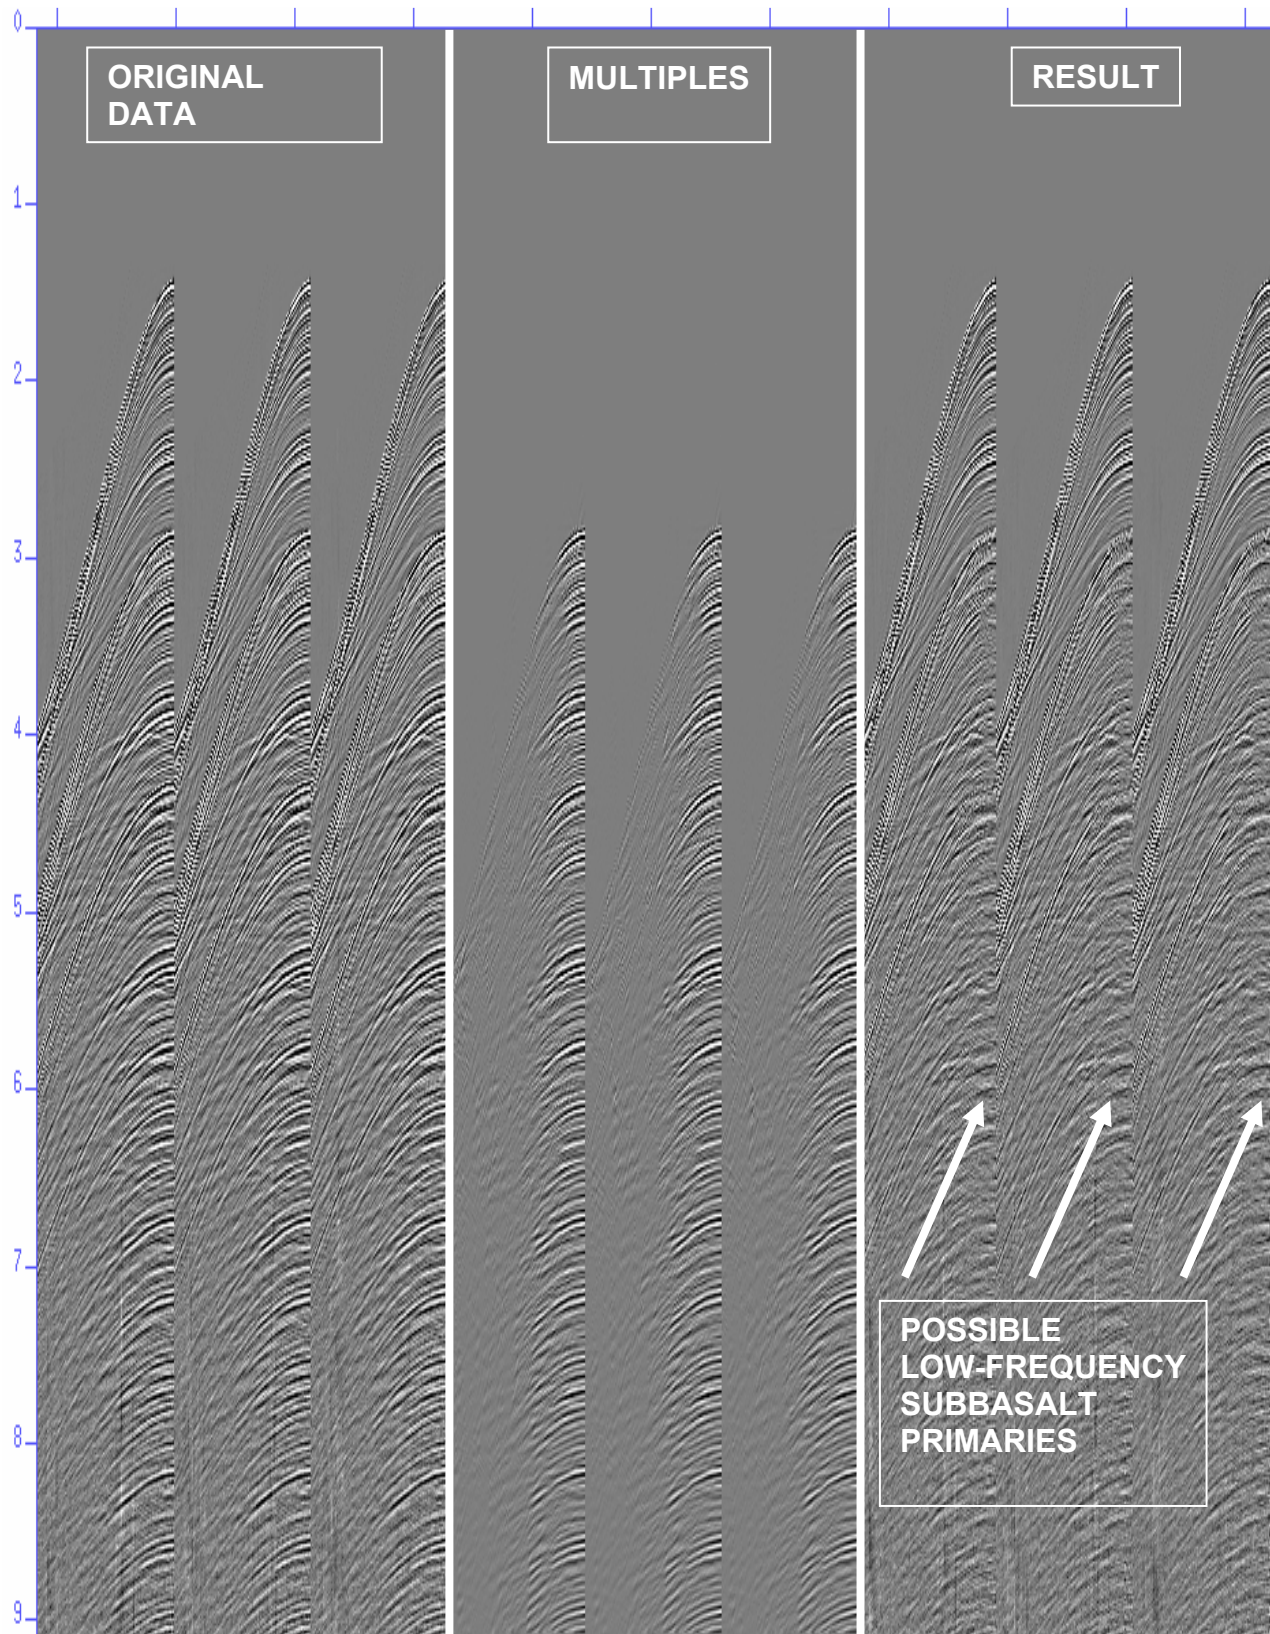 0
ORIGINAL
DATA
MULTIPLES
RESULT
1
2
3
4
5
6
7
POSSIBLE
LOW-FREQUENCY
SUBBASALT
PRIMARIES
8
9